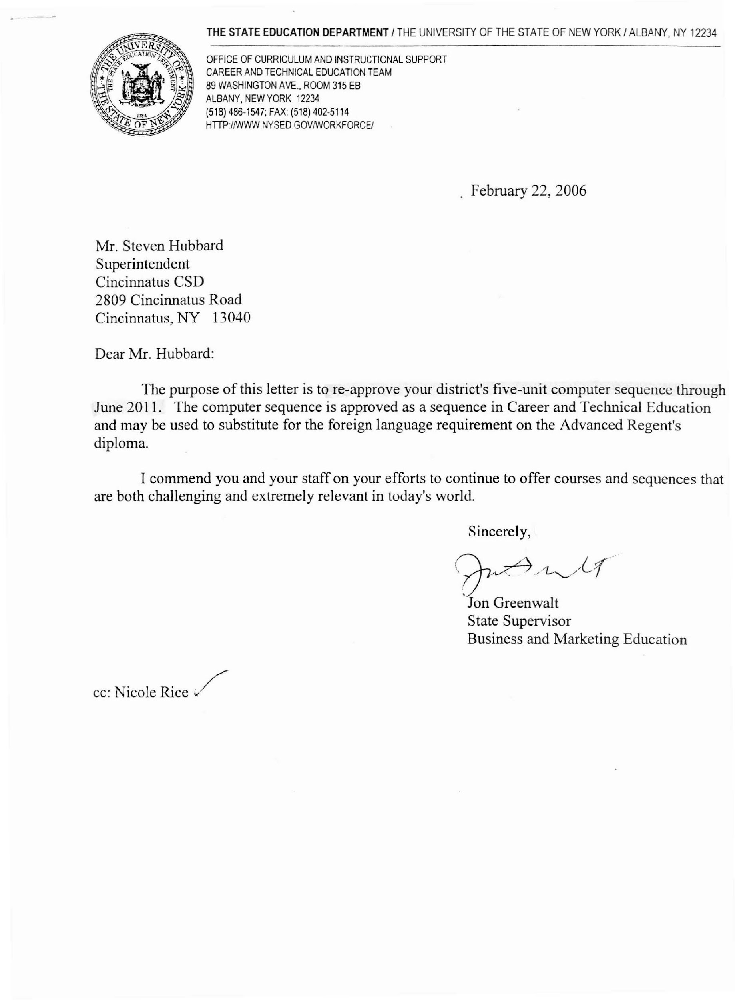 THE STATE EDUCATION DEPARTMENT / THE UNIVERSITY OF THE STATE OF NEW YORK / ALBANY, NY 12234
THE UNIVERSITY OF THE STATE OF NEW YORK
THE STATE EDUCATION DEPARTMENT
1784
OFFICE OF CURRICULUM AND INSTRUCTIONAL SUPPORT
CAREER AND TECHNICAL EDUCATION TEAM
89 WASHINGTON AVE., ROOM 315 EB
ALBANY, NEW YORK 12234
(518) 486-1547; FAX: (518) 402-5114
HTTP://WWW.NYSED.GOV/WORKFORCE/
February 22, 2006
Mr. Steven Hubbard
Superintendent
Cincinnatus CSD
2809 Cincinnatus Road
Cincinnatus, NY 13040
Dear Mr. Hubbard:
The purpose of this letter is to re-approve your district's five-unit computer sequence through
June 2011. The computer sequence is approved as a sequence in Career and Technical Education
and may be used to substitute for the foreign language requirement on the Advanced Regent's
diploma.
I commend you and your staff on your efforts to continue to offer courses and sequences that
are both challenging and extremely relevant in today's world.
Sincerely,
Jon Greenwalt
State Supervisor
Business and Marketing Education
cc: Nicole Rice ✓